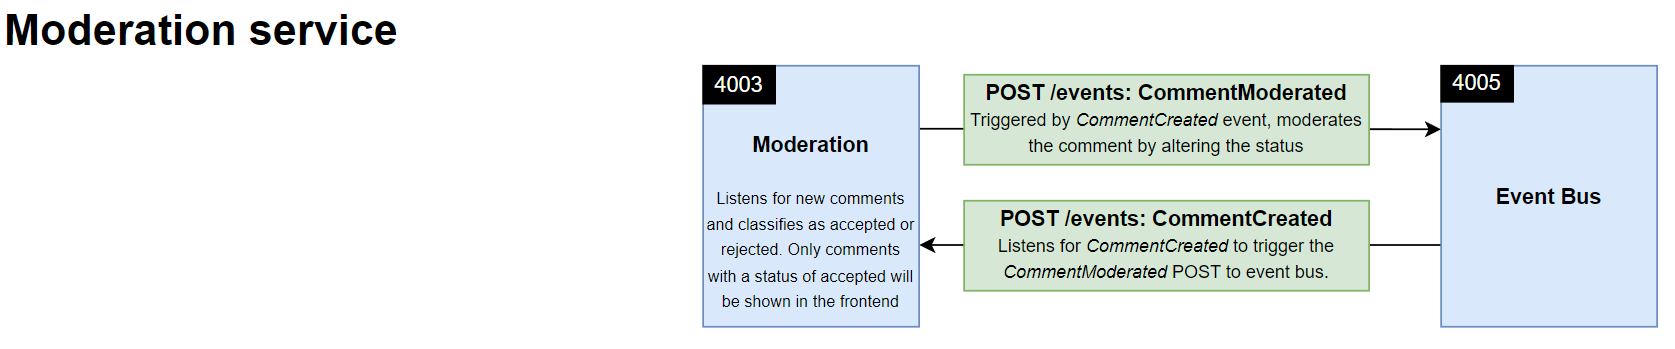 Moderation service
4003
Moderation
Listens for new comments
and classifies as accepted or
rejected. Only comments
with a status of accepted will
be shown in the frontend
POST /events: CommentModerated
Triggered by CommentCreated event, moderates
the comment by altering the status
POST /events: CommentCreated
Listens for CommentCreated to trigger the
CommentModerated POST to event bus.
4005
Event Bus